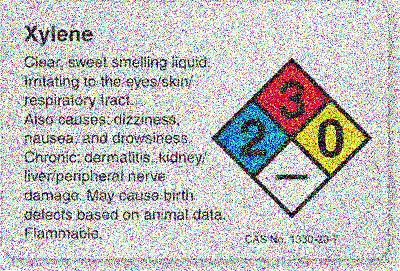 Xylene
Clear, sweet smelling liquid.
Irritating to the eyes/skin/
respiratory tract.
Also causes: dizziness,
nausea, and drowsiness.
Chronic: dermatitis, kidney/
liver/peripheral nerve
damage. May cause birth
defects based on animal data.
Flammable.
3
2
0
—
CAS No. 1330-20-7